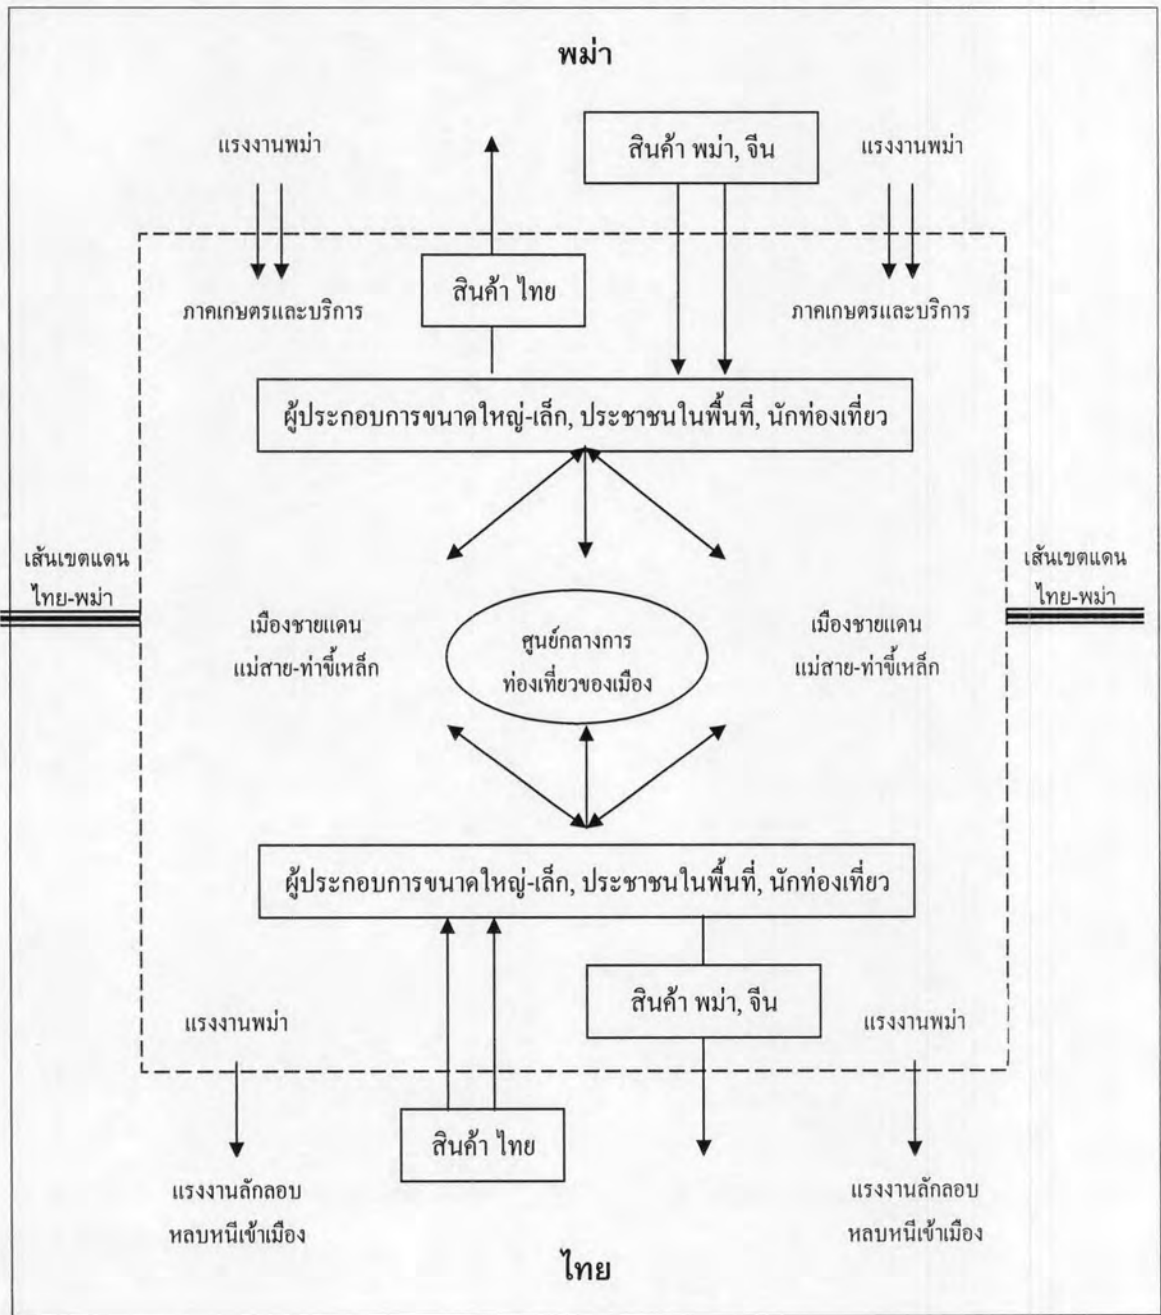 พม่า
แรงงานพม่า
สินค้า พม่า, จีน
แรงงานพม่า
สินค้า ไทย
ภาคเกษตรและบริการ
ภาคเกษตรและบริการ
ผู้ประกอบการขนาดใหญ่-เล็ก, ประชาชนในพื้นที่, นักท่องเที่ยว
เส้นเขตแดน
ไทย-พม่า
เส้นเขตแดน
ไทย-พม่า
เมืองชายแดน
แม่สาย-ท่าขี้เหล็ก
ศูนย์กลางการ
ท่องเที่ยวของเมือง
เมืองชายแดน
แม่สาย-ท่าขี้เหล็ก
ผู้ประกอบการขนาดใหญ่-เล็ก, ประชาชนในพื้นที่, นักท่องเที่ยว
แรงงานพม่า
สินค้า พม่า, จีน
แรงงานพม่า
สินค้า ไทย
แรงงานลักลอบ
หลบหนีเข้าเมือง
แรงงานลักลอบ
หลบหนีเข้าเมือง
ไทย